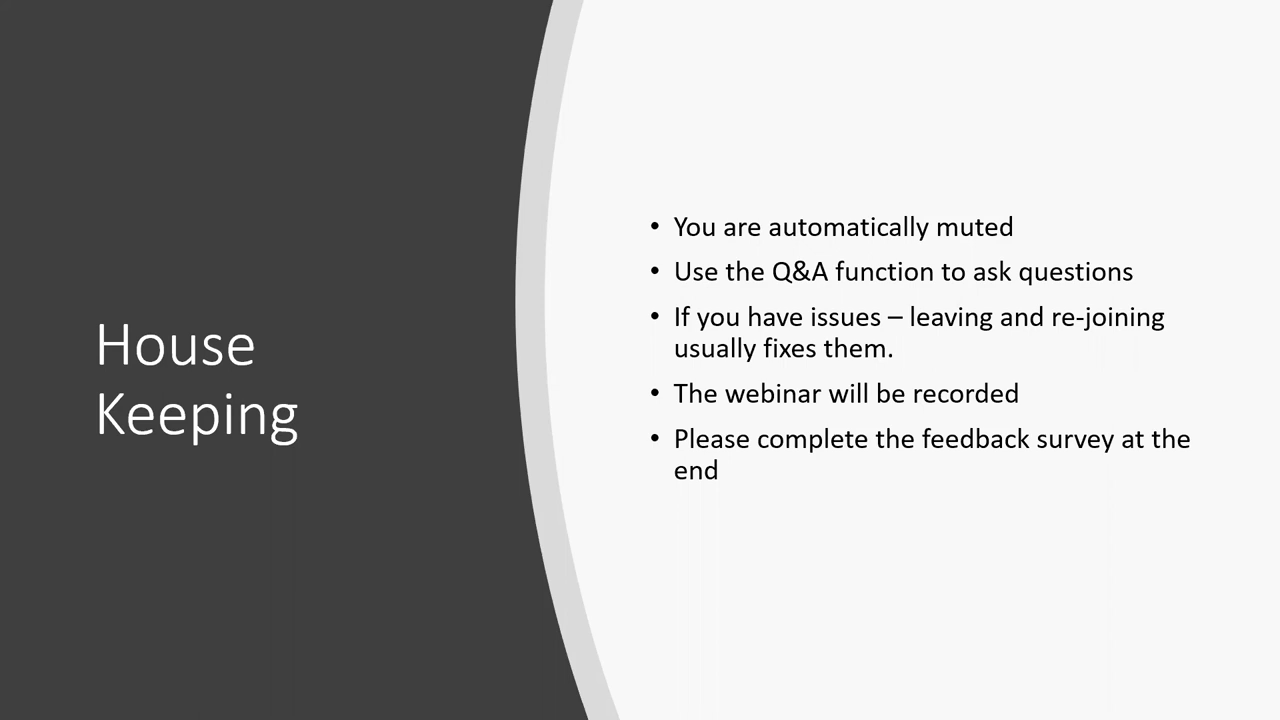 House
Keeping
• You are automatically muted
• Use the Q&A function to ask questions
• If you have issues – leaving and re-joining
usually fixes them.
• The webinar will be recorded
• Please complete the feedback survey at the
end